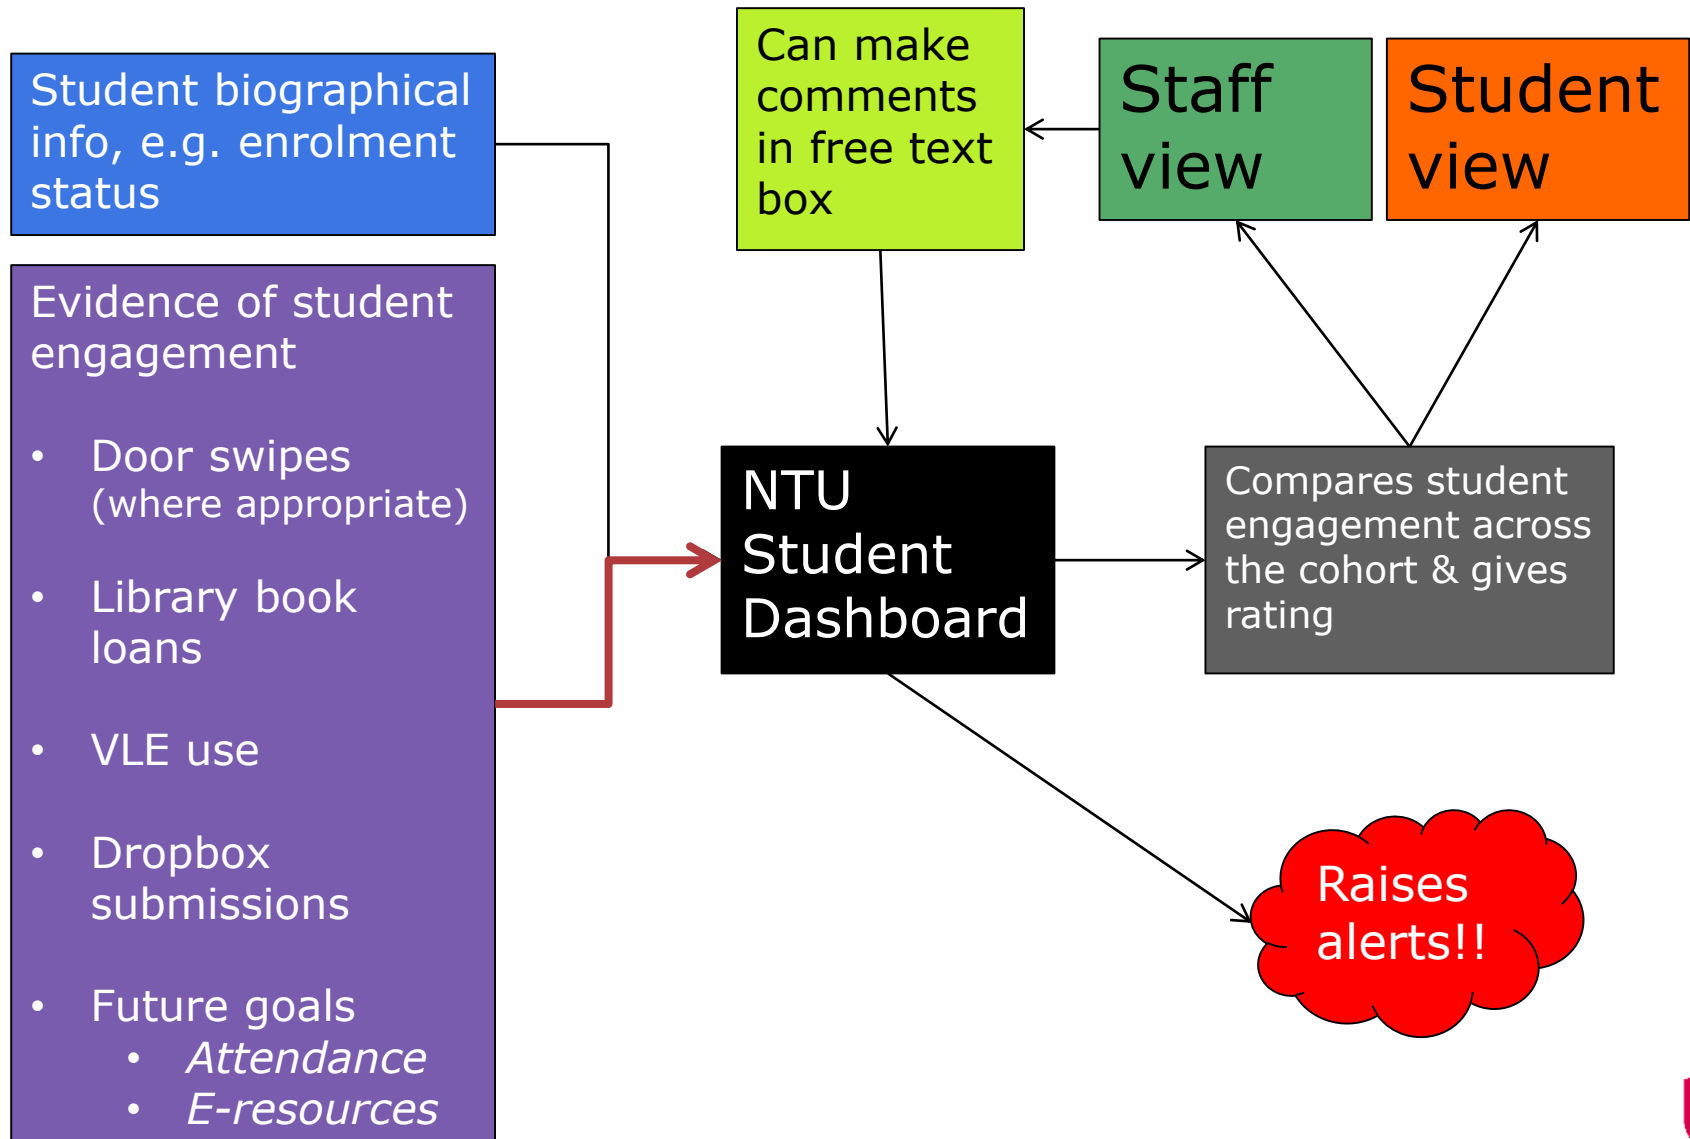 Student biographical
info, e.g. enrolment
status
Evidence of student
engagement
• Door swipes
(where appropriate)
• Library book
loans
• VLE use
• Dropbox
submissions
• Future goals
• Attendance
• E-resources
Can make
comments
in free text
box
Staff
view
Student
view
NTU
Student
Dashboard
Compares student
engagement across
the cohort & gives
rating
Raises
alerts!!